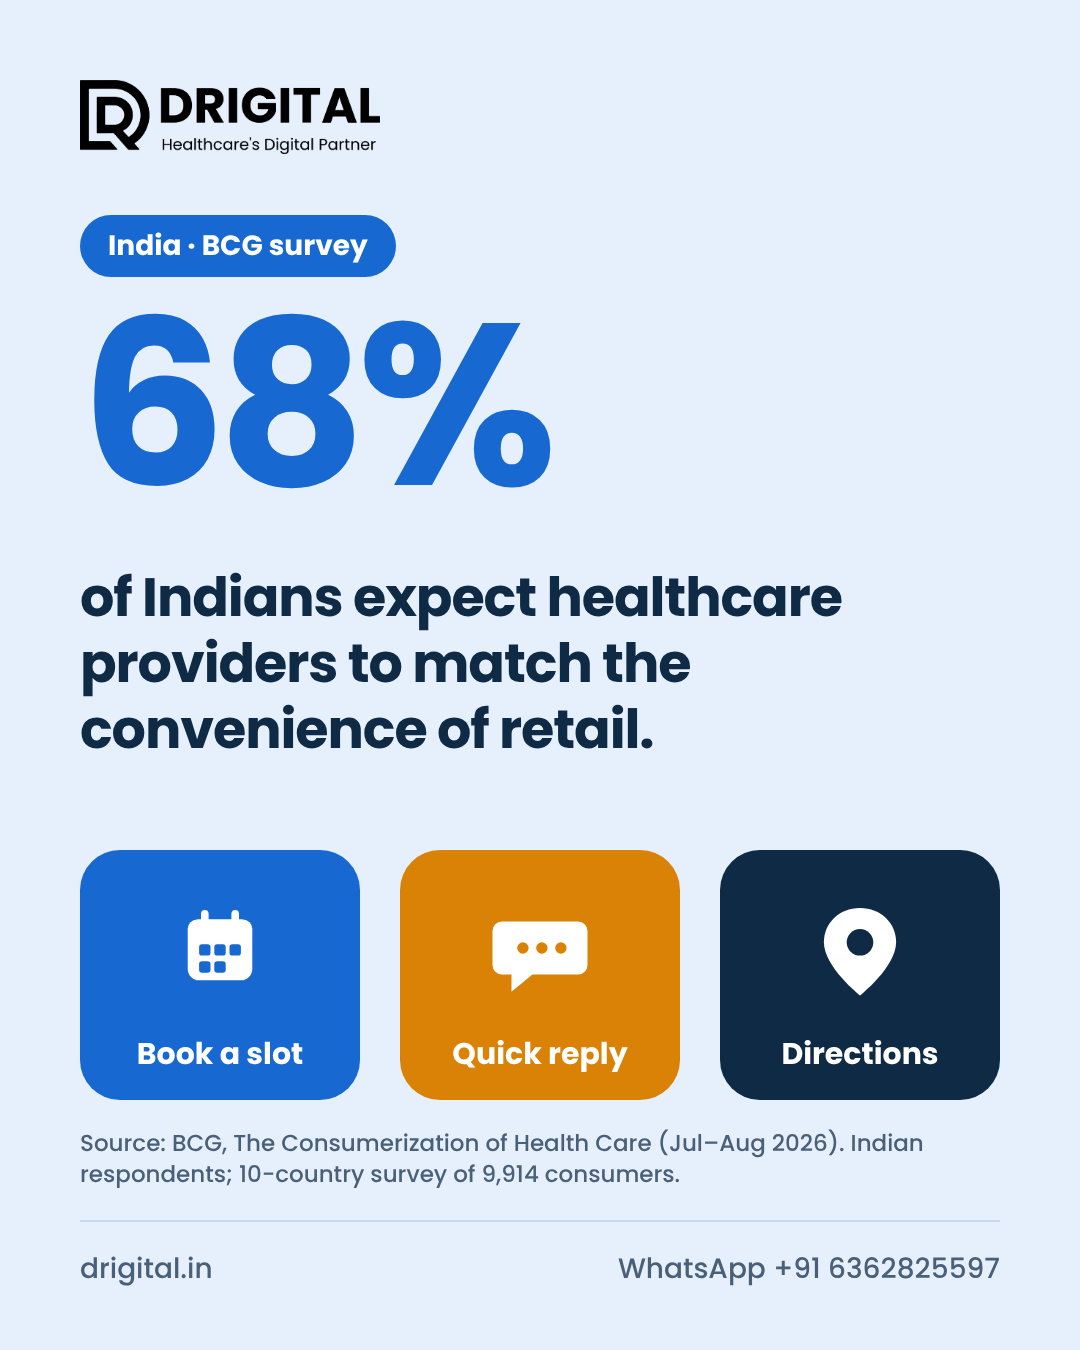 DRIGITAL
Healthcare's Digital Partner
India · BCG survey
68%
of Indians expect healthcare
providers to match the
convenience of retail.
Book a slot
Quick reply
Directions
Source: BCG, The Consumerization of Health Care (Jul–Aug 2026). Indian
respondents; 10-country survey of 9,914 consumers.
drigital.in
WhatsApp +91 6362825597